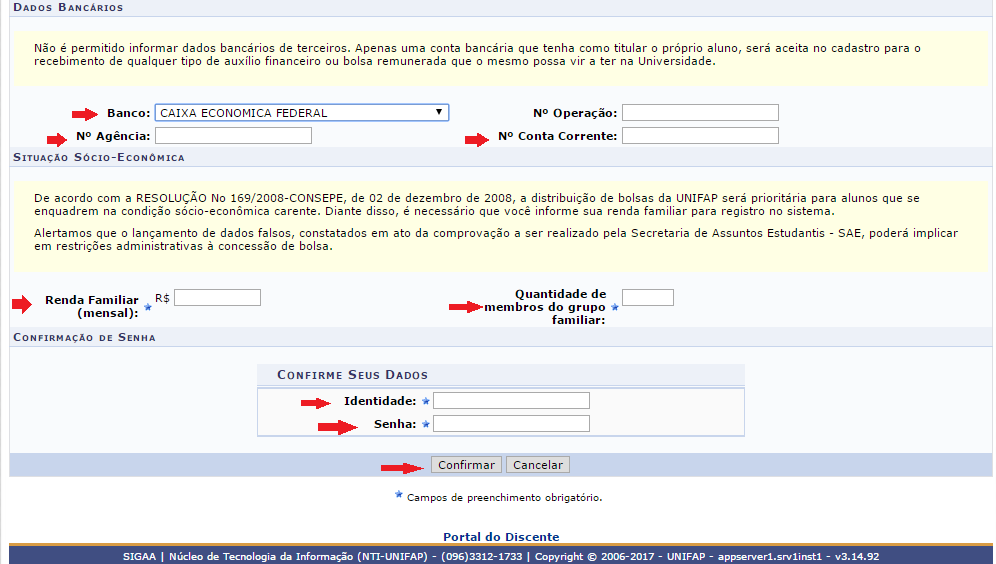 DADOS BANCÁRIOS
Não é permitido informar dados bancários de terceiros. Apenas uma conta bancária que tenha como titular o próprio aluno, será aceita no cadastro para o
recebimento de qualquer tipo de auxílio financeiro ou bolsa remunerada que o mesmo possa vir a ter na Universidade.
Banco: CAIXA ECONOMICA FEDERAL Nº Operação:
Nº Agência: Nº Conta Corrente:
SITUAÇÃO SÓCIO-ECONÔMICA
De acordo com a RESOLUÇÃO No 169/2008-CONSEPE, de 02 de dezembro de 2008, a distribuição de bolsas da UNIFAP será prioritária para alunos que se
enquadrem na condição sócio-econômica carente. Diante disso, é necessário que você informe sua renda familiar para registro no sistema.
Alertamos que o lançamento de dados falsos, constatados em ato da comprovação a ser realizado pela Secretaria de Assuntos Estudantis - SAE, poderá implicar
em restrições administrativas à concessão de bolsa.
Renda Familiar
(mensal): R$
Quantidade de
membros do grupo
familiar:
CONFIRMAÇÃO DE SENHA
CONFIRME SEUS DADOS
Identidade:
Senha:
Confirmar Cancelar
Campos de preenchimento obrigatório.
Portal do Discente
SIGAA | Núcleo de Tecnologia da Informação (NTI-UNIFAP) - (096)3312-1733 | Copyright © 2006-2017 - UNIFAP - appserver1.srv1inst1 - v3.14.92